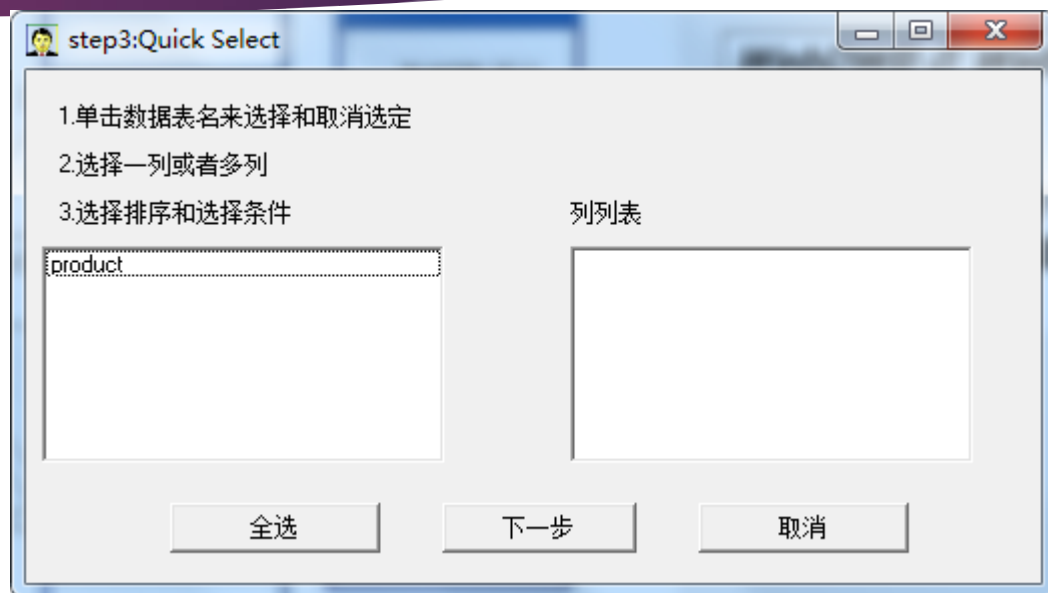 step3:Quick Select
1.单击数据表名来选择和取消选定
2.选择一列或者多列
3.选择排序和选择条件
列列表
product
全选
下一步
取消